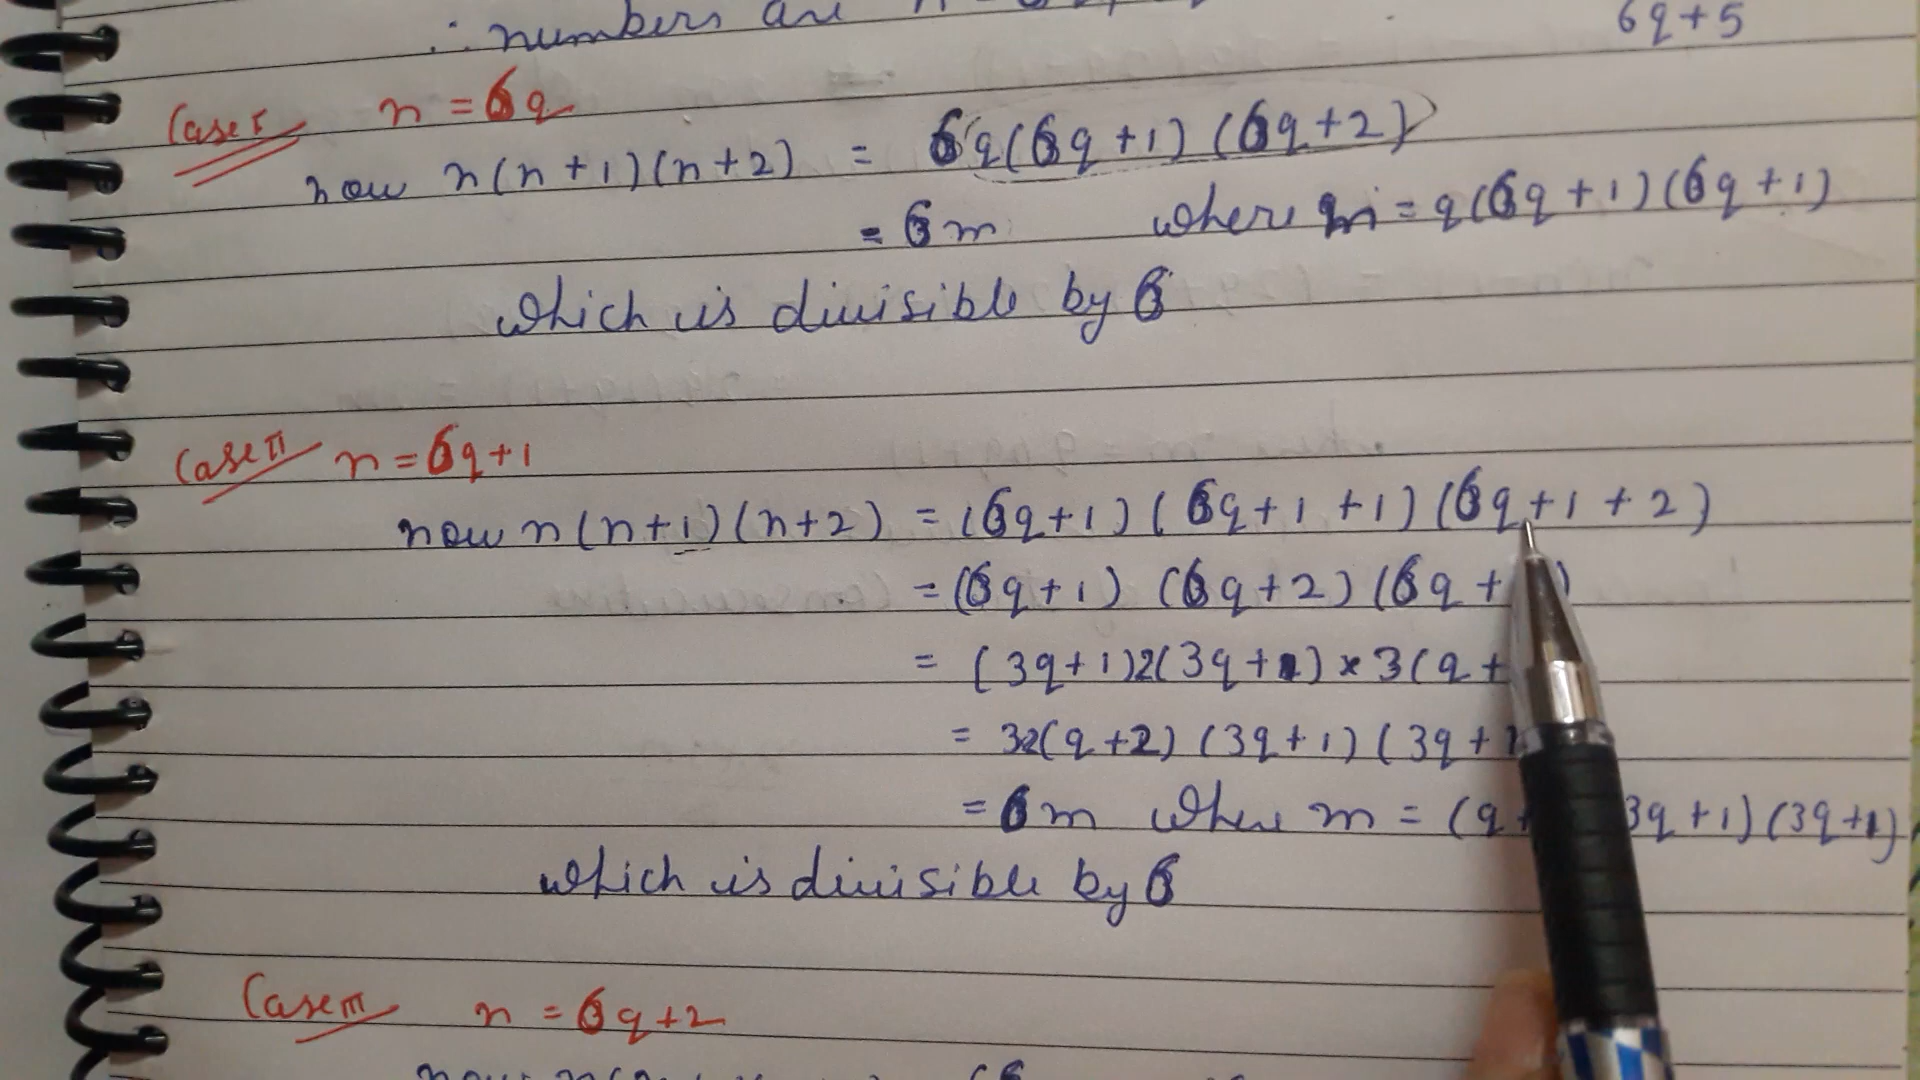 ∴ numbers are
6q+5
Case I n = 6q
now n(n+1)(n+2) = 6q(6q+1)(6q+2)
= 6m where m = q(6q+1)(6q+1)
which is divisible by 6
Case II n = 6q+1
now n(n+1)(n+2) = (6q+1)(6q+1+1)(6q+1+2)
= (6q+1)(6q+2)(6q+
= (3q+1)2(3q+1)×3(q+
= 32(q+2)(3q+1)(3q+
= 6m where m = (q+ 3q+1)(3q+1)
which is divisible by 6
Case III n = 6q+2